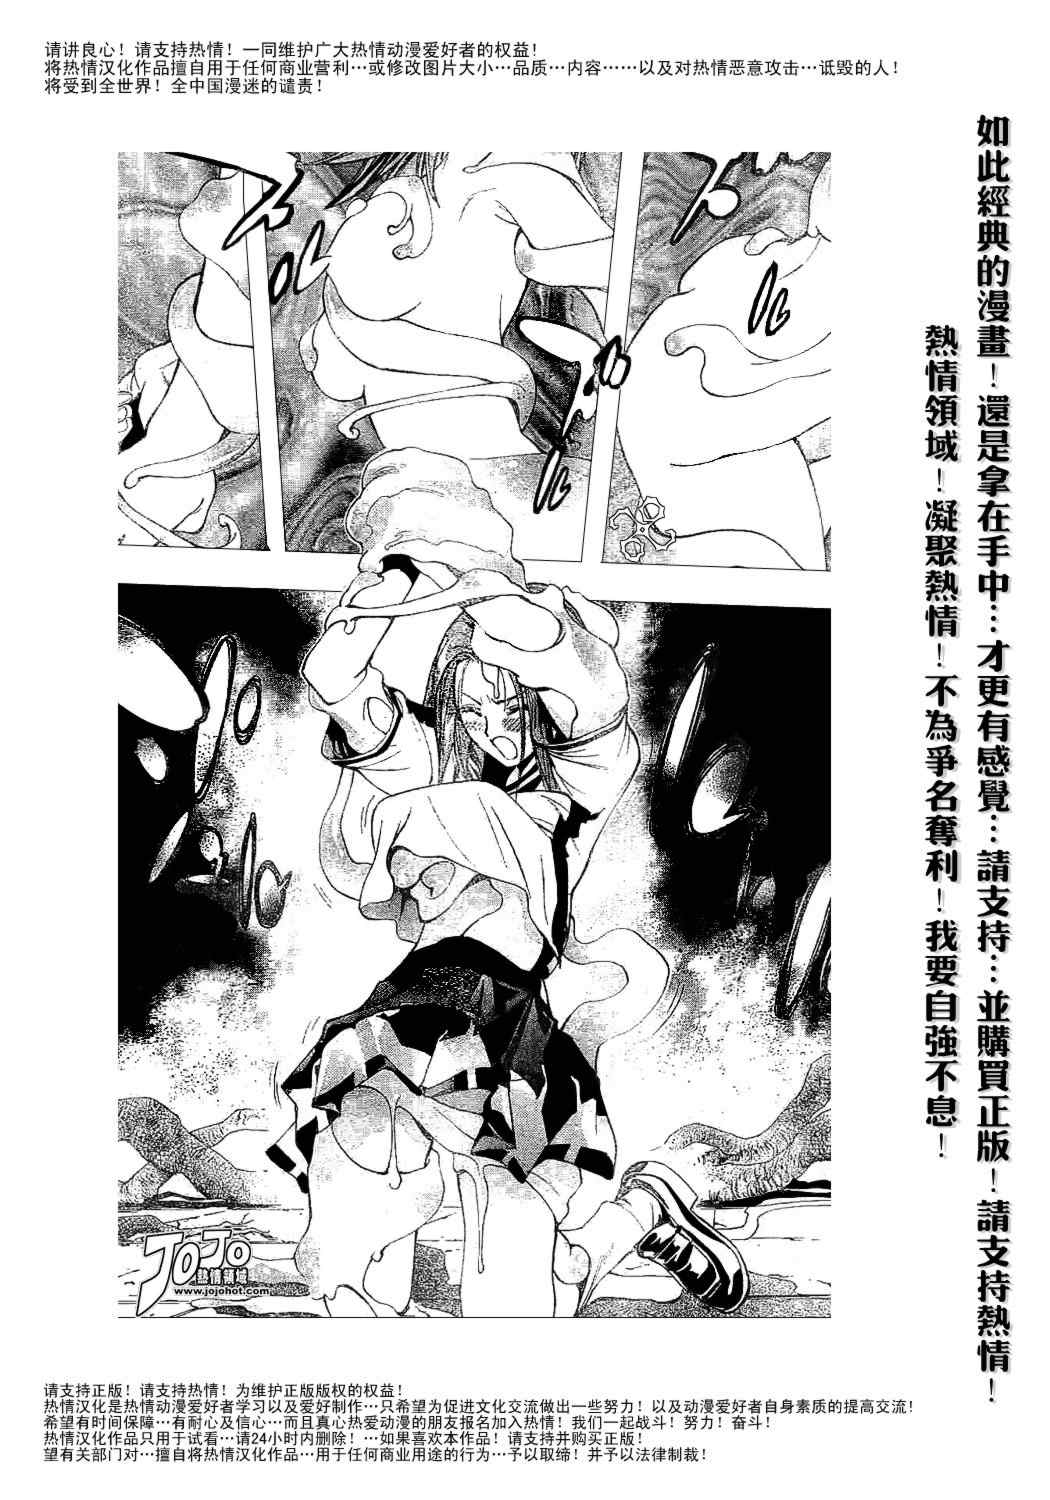 请讲良心！请支持热情！一同维护广大热情动漫爱好者的权益！
将热情汉化作品擅自用于任何商业营利…或修改图片大小…品质…内容……以及对热情恶意攻击…诋毁的人！
将受到全世界！全中国漫迷的谴责！
如此經典的漫畫！還是拿在手中…才更有感覺…請支持…並購買正版！請支持熱情！
熱情領域！凝聚熱情！不為爭名奪利！我要自強不息！
JOJO
熱情領域
www.jojohot.com
请支持正版！请支持热情！为维护正版版权的权益！
热情汉化是热情动漫爱好者学习以及爱好制作…只希望为促进文化交流做出一些努力！以及动漫爱好者自身素质的提高交流！
希望有时间保障…有耐心及信心…而且真心热爱动漫的朋友报名加入热情！我们一起战斗！努力！奋斗！
热情汉化作品只用于试看…请24小时内删除！…如果喜欢本作品！请支持并购买正版！
望有关部门对…擅自将热情汉化作品…用于任何商业用途的行为…予以取缔！并予以法律制裁！